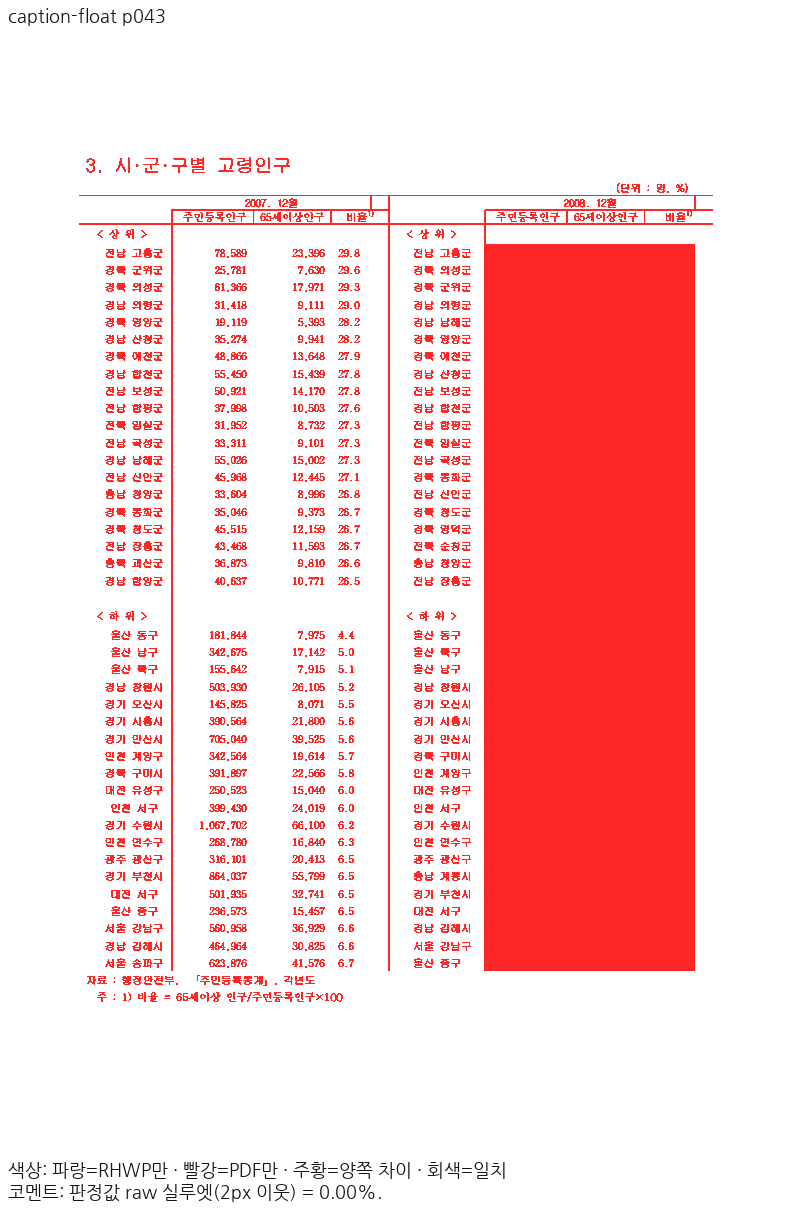 caption-float p043
3. 시·군·구별 고령인구
(단위 : 명, %)
2007. 12월 2008. 12월
주민등록인구 65세이상인구 비율1) 주민등록인구 65세이상인구 비율1)
< 상 위 > < 상 위 >
전남 고흥군 78,589 23,396 29.8 전남 고흥군
경북 군위군 25,781 7,630 29.6 경북 의성군
경북 의성군 61,366 17,971 29.3 경북 군위군
경남 의령군 31,418 9,111 29.0 경남 의령군
경북 영양군 19,119 5,393 28.2 경남 남해군
경남 산청군 35,274 9,941 28.2 경북 영양군
경북 예천군 48,866 13,648 27.9 경북 예천군
경남 합천군 55,450 15,439 27.8 경남 산청군
전남 보성군 50,921 14,170 27.8 전남 보성군
전남 함평군 37,998 10,503 27.6 경남 합천군
전북 임실군 31,952 8,732 27.3 전남 함평군
전남 곡성군 33,311 9,101 27.3 전북 임실군
경남 남해군 55,026 15,002 27.3 전남 곡성군
전남 신안군 45,968 12,445 27.1 경북 봉화군
충남 청양군 33,604 8,996 26.8 전남 신안군
경북 봉화군 35,046 9,373 26.7 경북 청도군
경북 청도군 45,515 12,159 26.7 경북 영덕군
전남 장흥군 43,468 11,593 26.7 전북 순창군
충북 괴산군 36,873 9,810 26.6 충남 청양군
경남 함양군 40,637 10,771 26.5 전남 장흥군
< 하 위 > < 하 위 >
울산 동구 181,844 7,975 4.4 울산 동구
울산 남구 342,675 17,142 5.0 울산 북구
울산 북구 155,642 7,915 5.1 울산 남구
경남 창원시 503,930 26,105 5.2 경남 창원시
경기 오산시 145,825 8,071 5.5 경기 오산시
경기 시흥시 390,564 21,800 5.6 경기 시흥시
경기 안산시 705,040 39,525 5.6 경기 안산시
인천 계양구 342,564 19,614 5.7 경북 구미시
경북 구미시 391,897 22,566 5.8 인천 계양구
대전 유성구 250,523 15,040 6.0 대전 유성구
인천 서구 399,430 24,019 6.0 인천 서구
경기 수원시 1,067,702 66,100 6.2 경기 수원시
인천 연수구 268,780 16,840 6.3 인천 연수구
광주 광산구 316,101 20,413 6.5 광주 광산구
경기 부천시 864,037 55,799 6.5 충남 계룡시
대전 서구 501,935 32,741 6.5 경기 부천시
울산 중구 236,573 15,457 6.5 대전 서구
서울 강남구 560,958 36,929 6.6 경남 김해시
경남 김해시 464,964 30,825 6.6 서울 강남구
서울 송파구 623,876 41,576 6.7 울산 중구
자료 : 행정안전부, 「주민등록통계」, 각년도
주 : 1) 비율 = 65세이상 인구/주민등록인구×100
색상: 파랑=RHWP만 · 빨강=PDF만 · 주황=양쪽 차이 · 회색=일치
코멘트: 판정값 raw 실루엣(2px 이웃) = 0.00%.